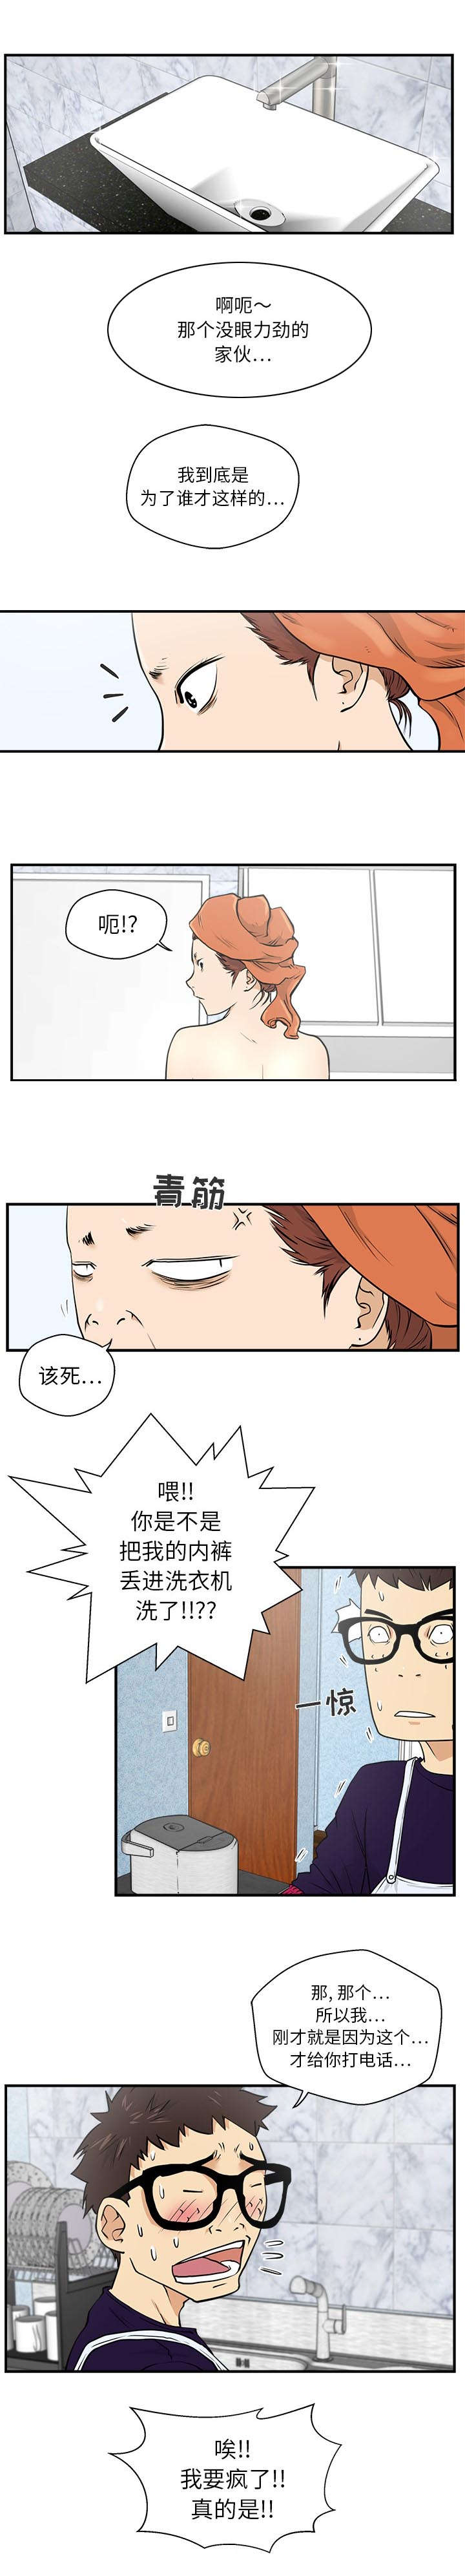 啊呃～
那个没眼力劲的
家伙...
我到底是
为了谁才这样的...
呃!?
青筋
该死...
喂!!
你是不是
把我的内裤
丢进洗衣机
洗了!!??
一惊
那, 那个...
所以我...
刚才就是因为这个...
才给你打电话...
唉!!
我要疯了!!
真的是!!